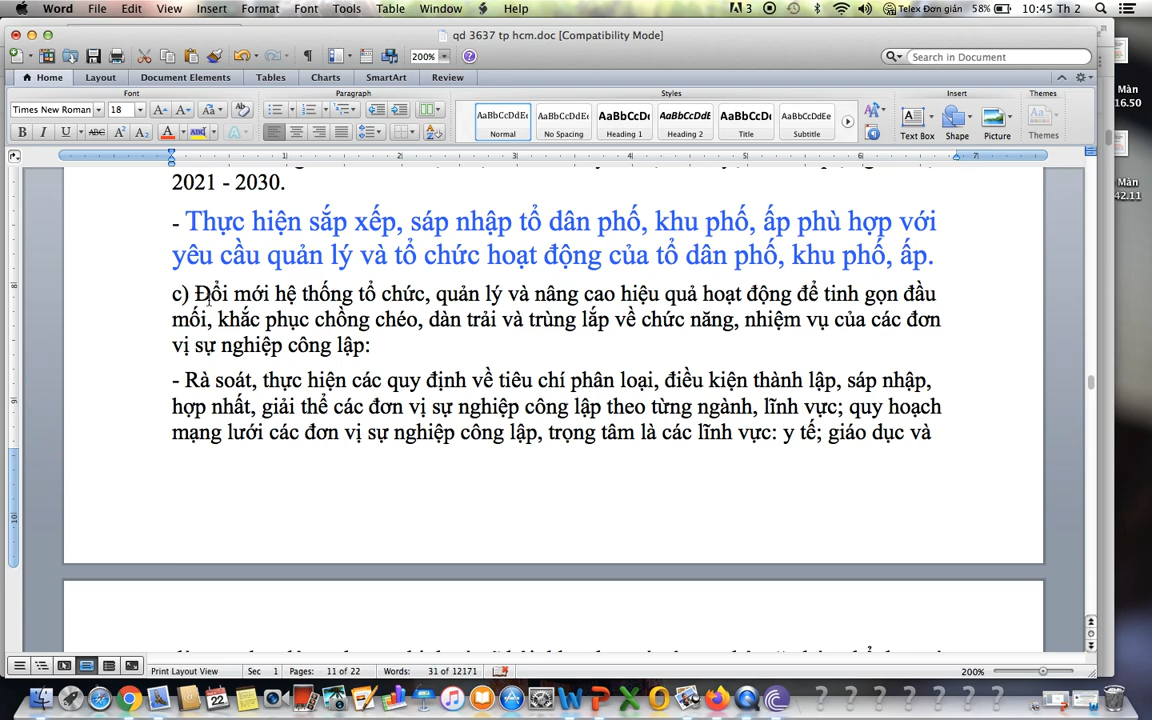 Word File Edit View Insert Format Font Tools Table Window Help 3 Telex Đơn giản 58% 10:45 Th 2
qd 3637 tp hcm.doc [Compatibility Mode]
200% Search in Document
Home Layout Document Elements Tables Charts SmartArt Review
Font Paragraph Styles Insert Themes
Times New Roman 18
AaBbCcDdEe AaBbCcDdEe AaBbCcDc AaBbCcDdE AaBbCcDc AaBbCcDdEe
Normal No Spacing Heading 1 Heading 2 Title Subtitle
Text Box Shape Picture Themes
2021 - 2030.
- Thực hiện sắp xếp, sáp nhập tổ dân phố, khu phố, ấp phù hợp với
yêu cầu quản lý và tổ chức hoạt động của tổ dân phố, khu phố, ấp.
c) Đổi mới hệ thống tổ chức, quản lý và nâng cao hiệu quả hoạt động để tinh gọn đầu
mối, khắc phục chồng chéo, dàn trải và trùng lắp về chức năng, nhiệm vụ của các đơn
vị sự nghiệp công lập:
- Rà soát, thực hiện các quy định về tiêu chí phân loại, điều kiện thành lập, sáp nhập,
hợp nhất, giải thể các đơn vị sự nghiệp công lập theo từng ngành, lĩnh vực; quy hoạch
mạng lưới các đơn vị sự nghiệp công lập, trọng tâm là các lĩnh vực: y tế; giáo dục và
Print Layout View Sec 1 Pages: 11 of 22 Words: 31 of 12171 200%
Màn
16.50
Màn
42.11